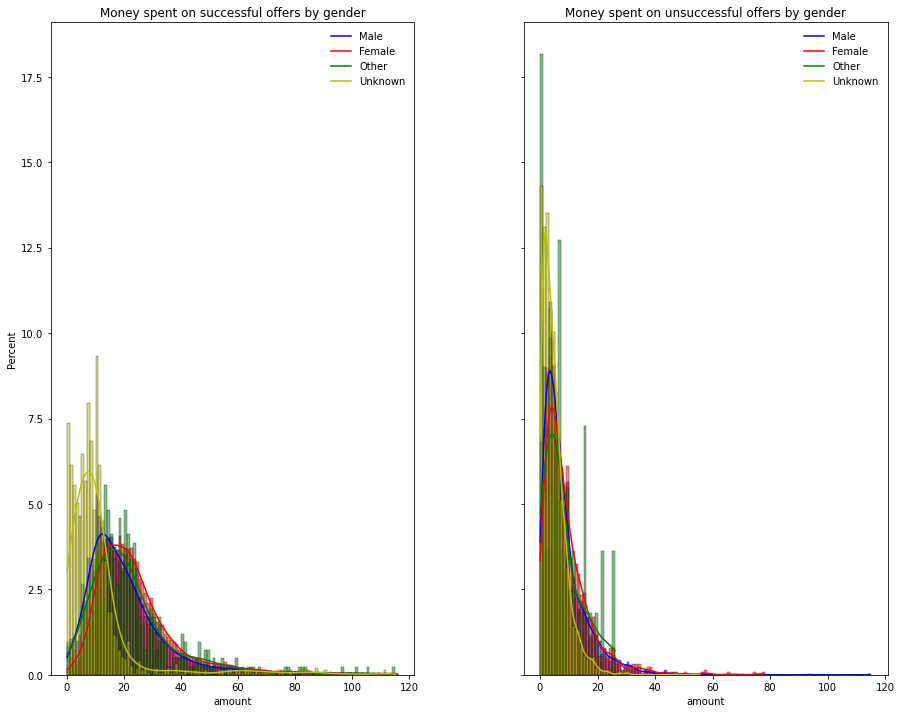 Money spent on successful offers by gender
Male
Female
Other
Unknown
17.5
15.0
12.5
10.0
7.5
5.0
2.5
0.0
Percent
0 20 40 60 80 100 120
amount
Money spent on unsuccessful offers by gender
Male
Female
Other
Unknown
0 20 40 60 80 100 120
amount